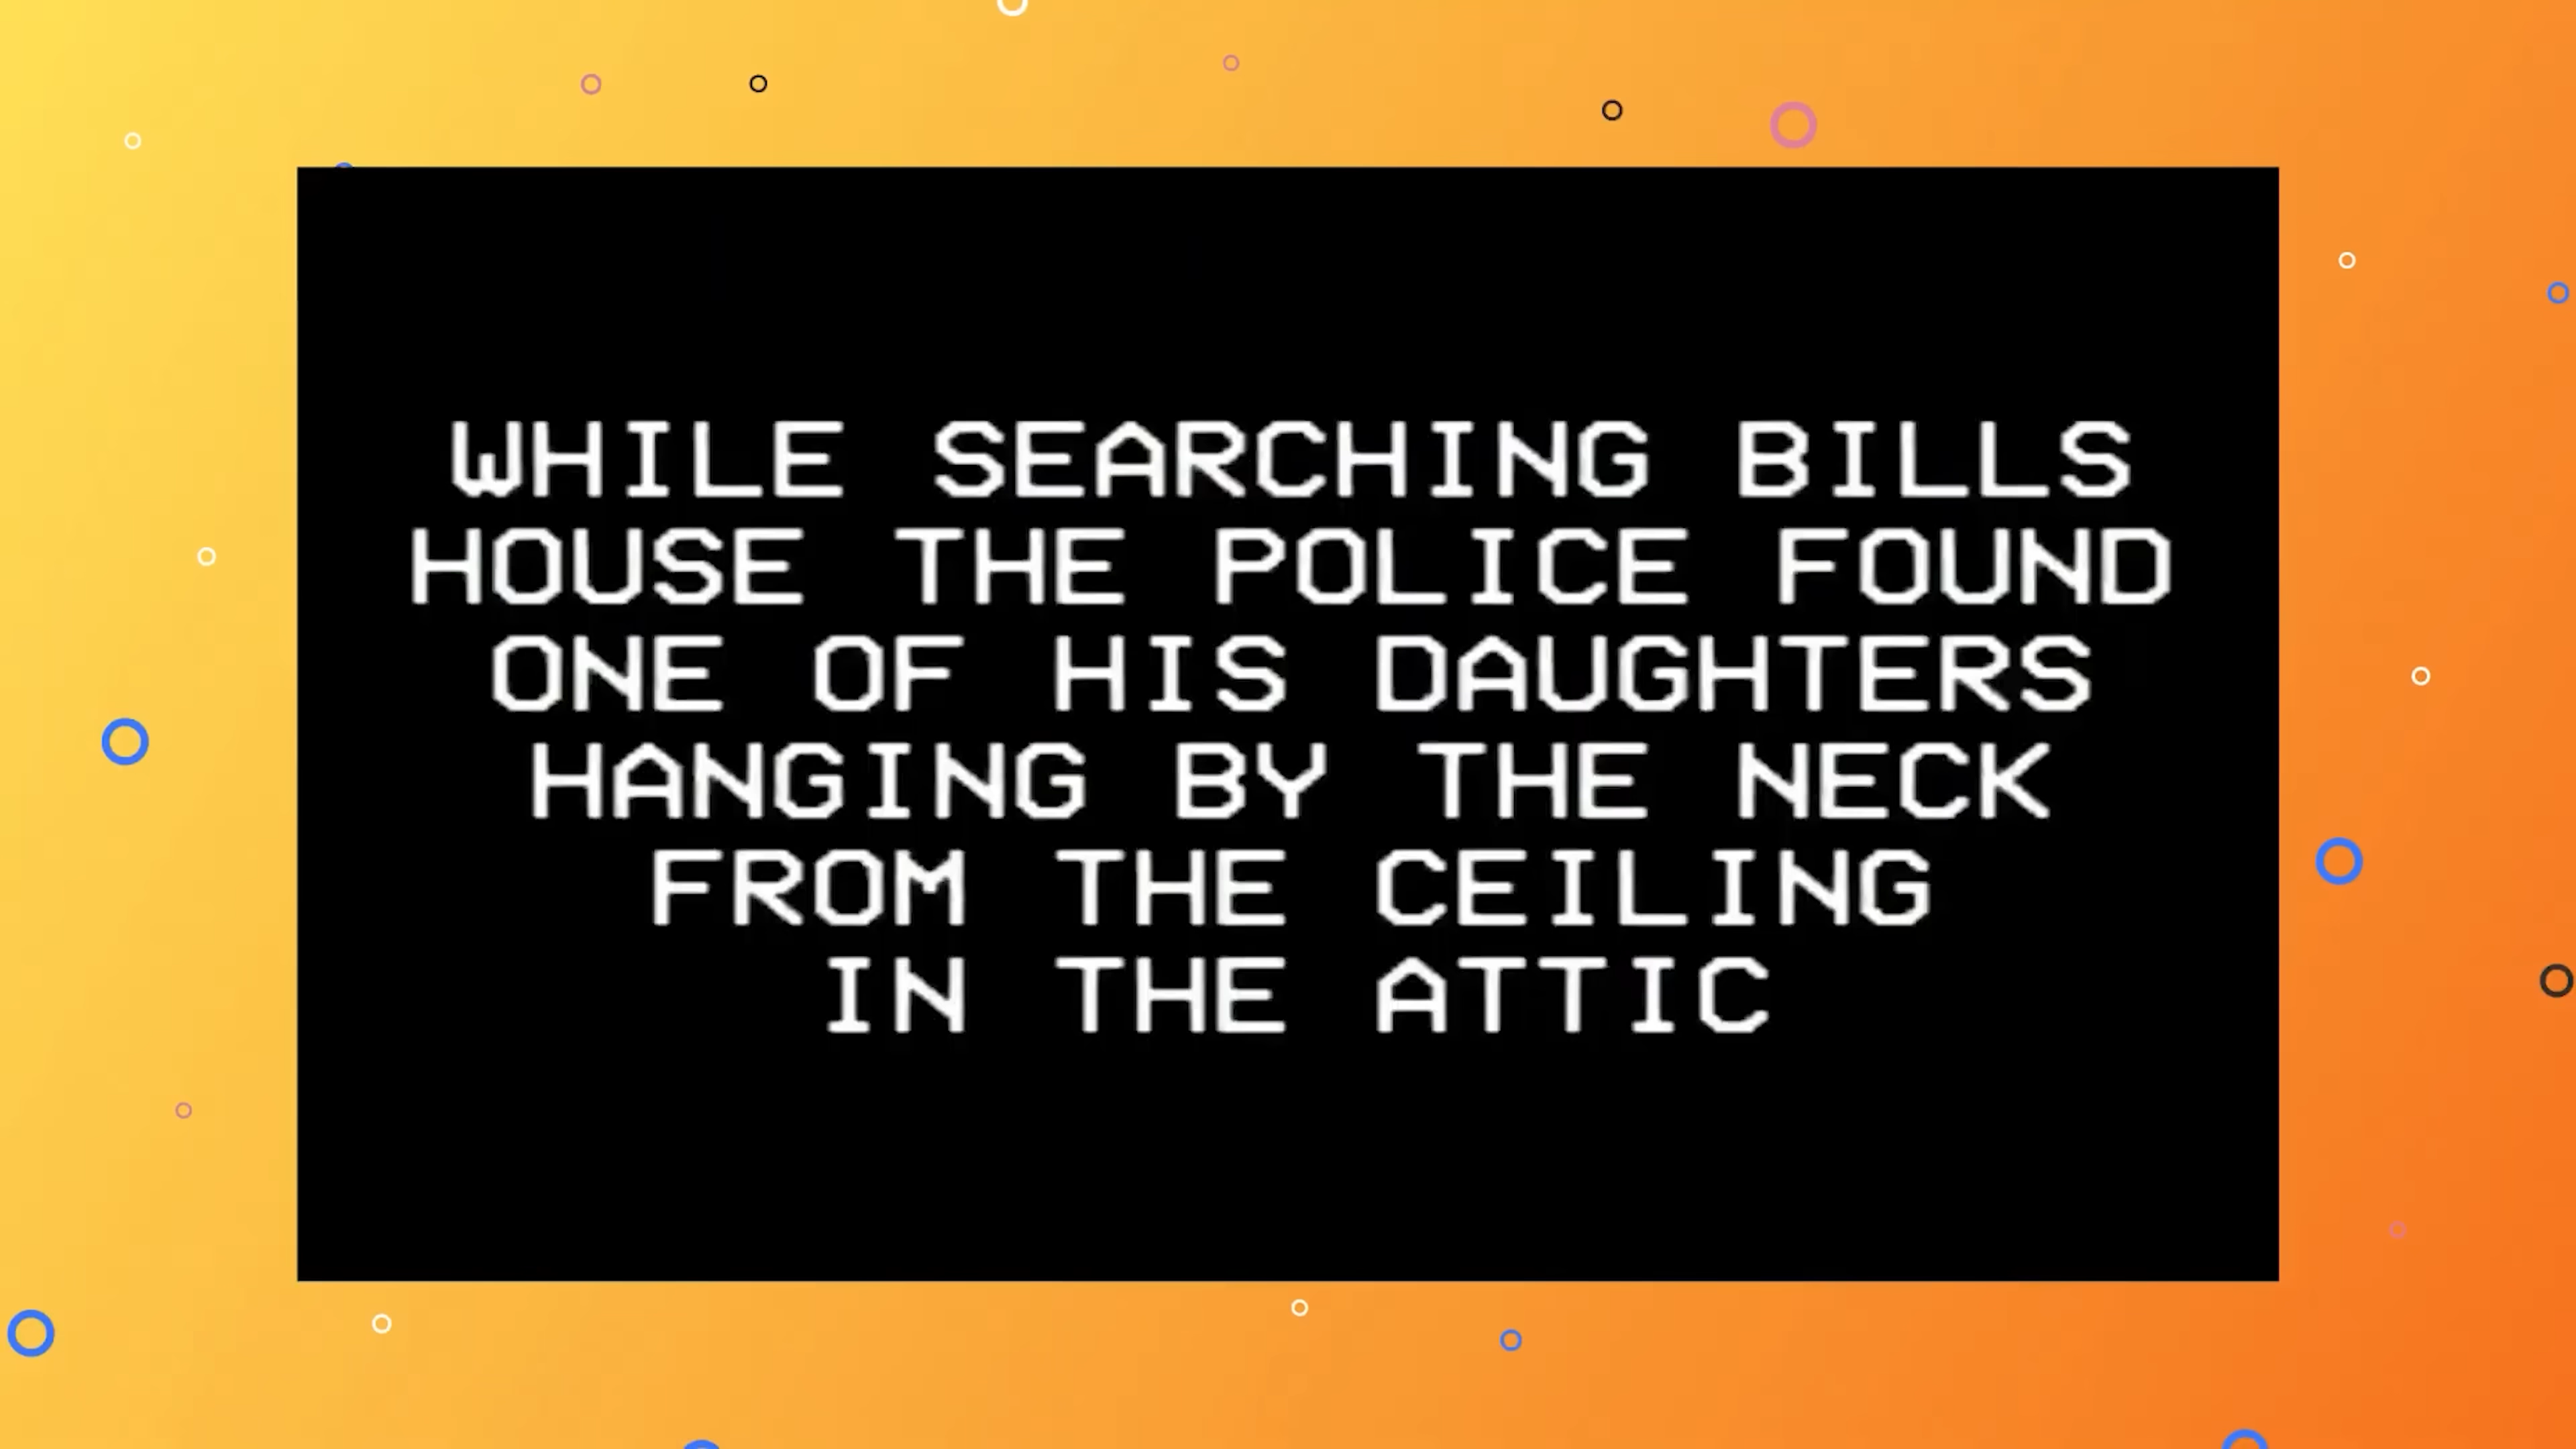 WHILE SEARCHING BILLS
HOUSE THE POLICE FOUND
ONE OF HIS DAUGHTERS
HANGING BY THE NECK
FROM THE CEILING
IN THE ATTIC